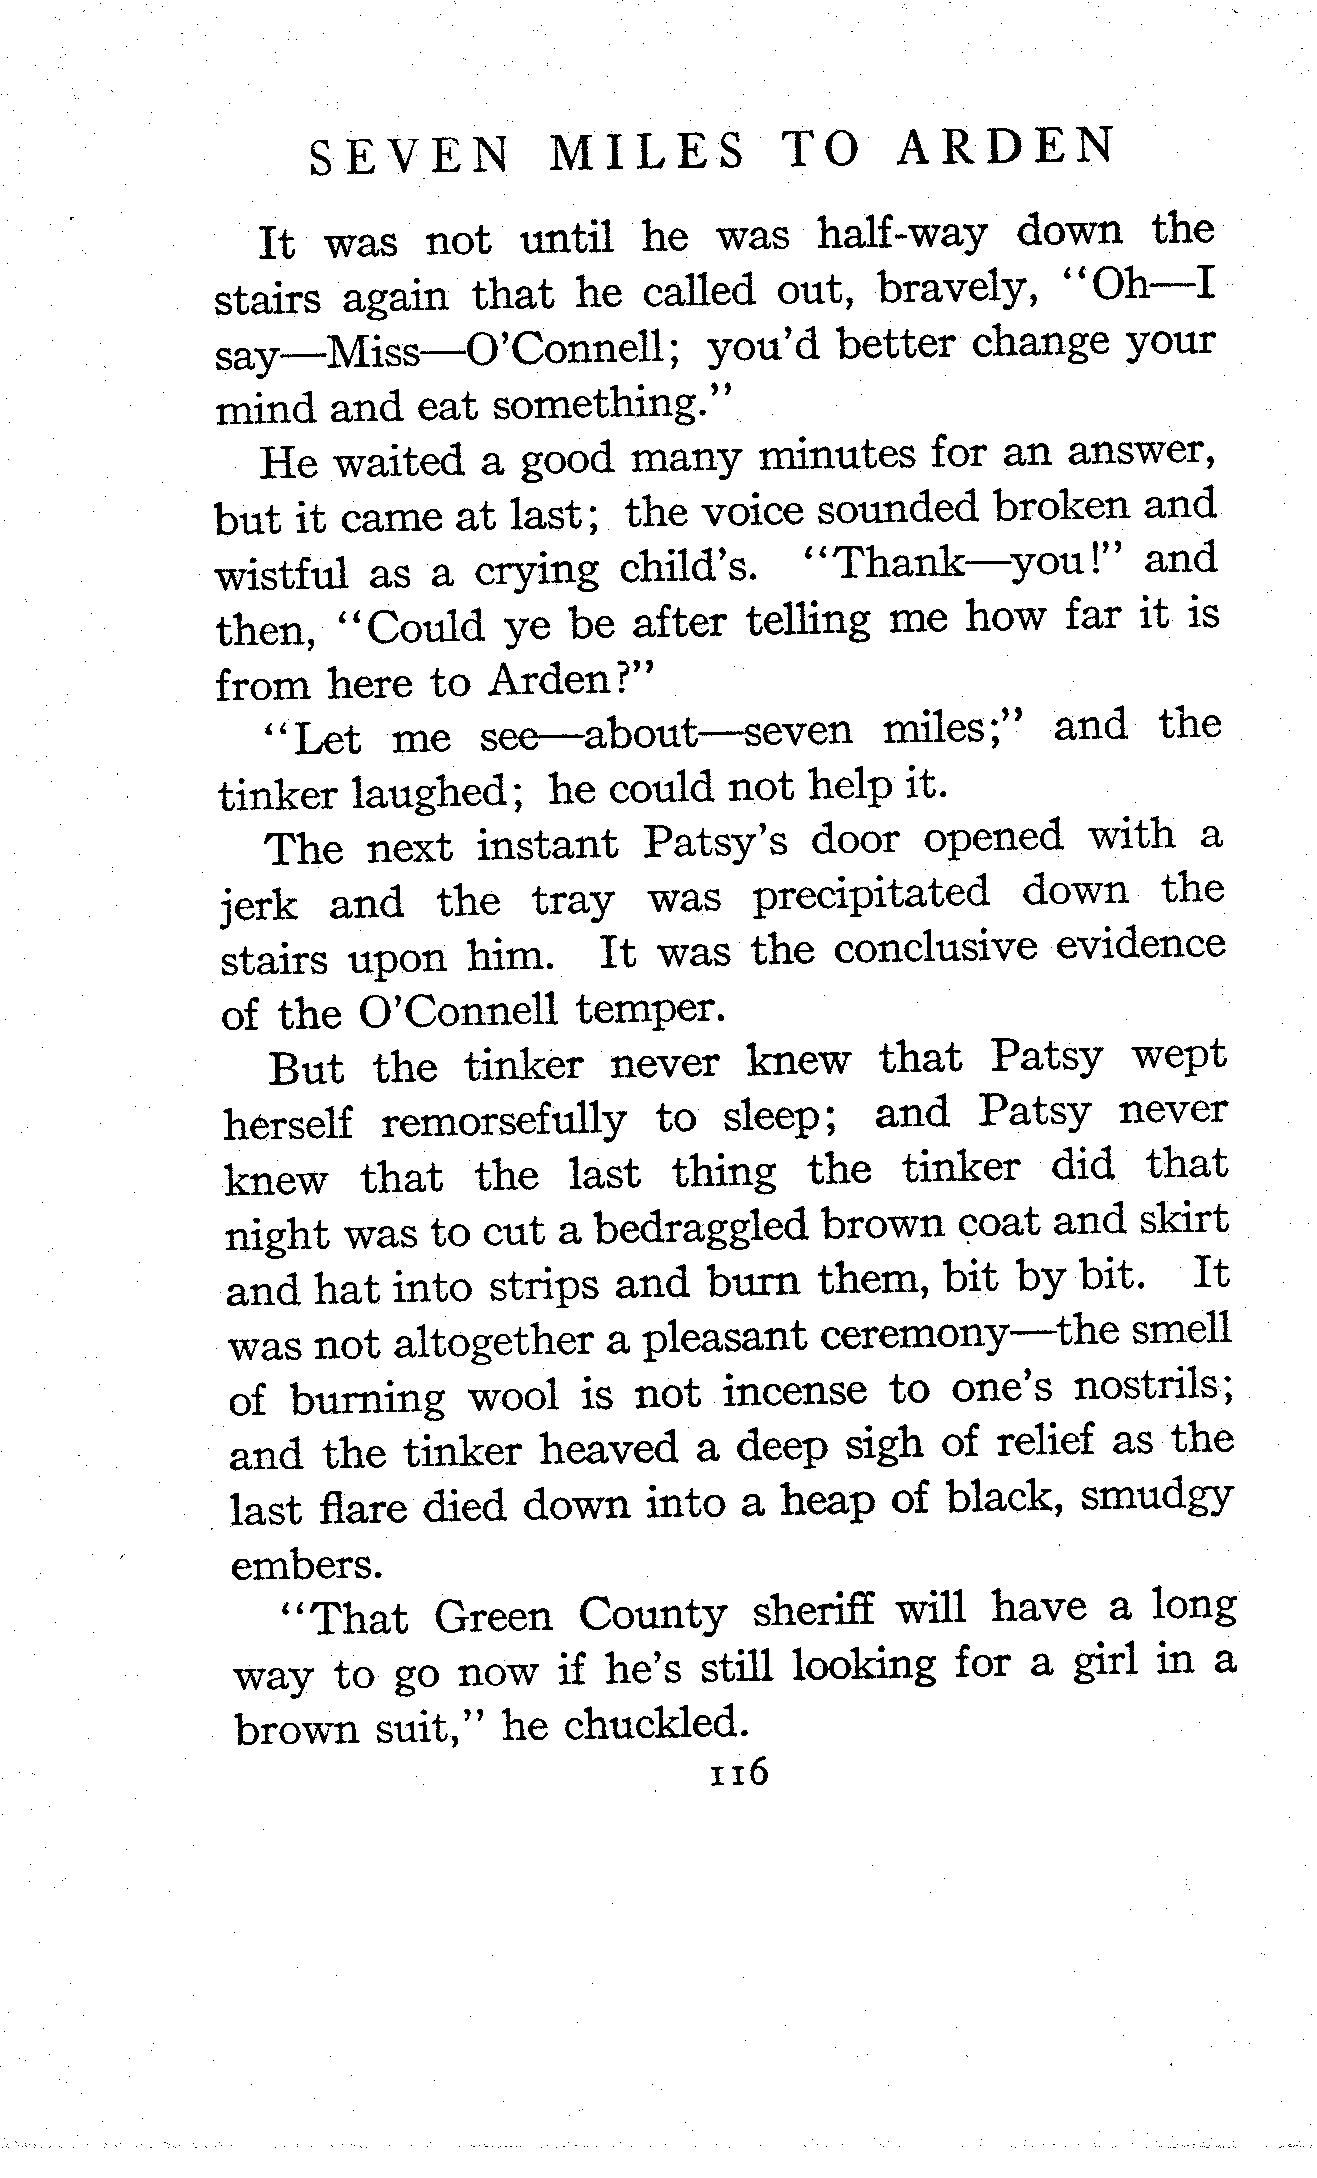 SEVEN MILES TO ARDEN
It was not until he was half-way down the
stairs again that he called out, bravely, "Oh—I
say—Miss—O'Connell; you'd better change your
mind and eat something."
He waited a good many minutes for an answer,
but it came at last; the voice sounded broken and
wistful as a crying child's. "Thank—you!" and
then, "Could ye be after telling me how far it is
from here to Arden?"
"Let me see—about—seven miles;" and the
tinker laughed; he could not help it.
The next instant Patsy's door opened with a
jerk and the tray was precipitated down the
stairs upon him. It was the conclusive evidence
of the O'Connell temper.
But the tinker never knew that Patsy wept
herself remorsefully to sleep; and Patsy never
knew that the last thing the tinker did that
night was to cut a bedraggled brown coat and skirt
and hat into strips and burn them, bit by bit. It
was not altogether a pleasant ceremony—the smell
of burning wool is not incense to one's nostrils;
and the tinker heaved a deep sigh of relief as the
last flare died down into a heap of black, smudgy
embers.
"That Green County sheriff will have a long
way to go now if he's still looking for a girl in a
brown suit," he chuckled.
116